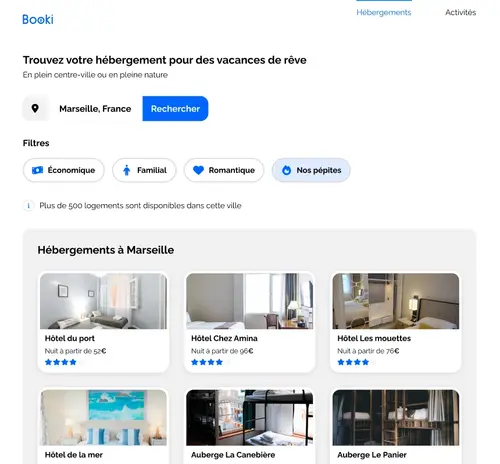 Booki
Hébergements
Activités
Trouvez votre hébergement pour des vacances de rêve
En plein centre-ville ou en pleine nature
Marseille, France
Rechercher
Filtres
Économique
Familial
Romantique
Nos pépites
Plus de 500 logements sont disponibles dans cette ville
Hébergements à Marseille
Hôtel du port
Nuit à partir de 52€
Hôtel Chez Amina
Nuit à partir de 96€
Hôtel Les mouettes
Nuit à partir de 76€
Hôtel de la mer
Auberge La Canebière
Auberge Le Panier